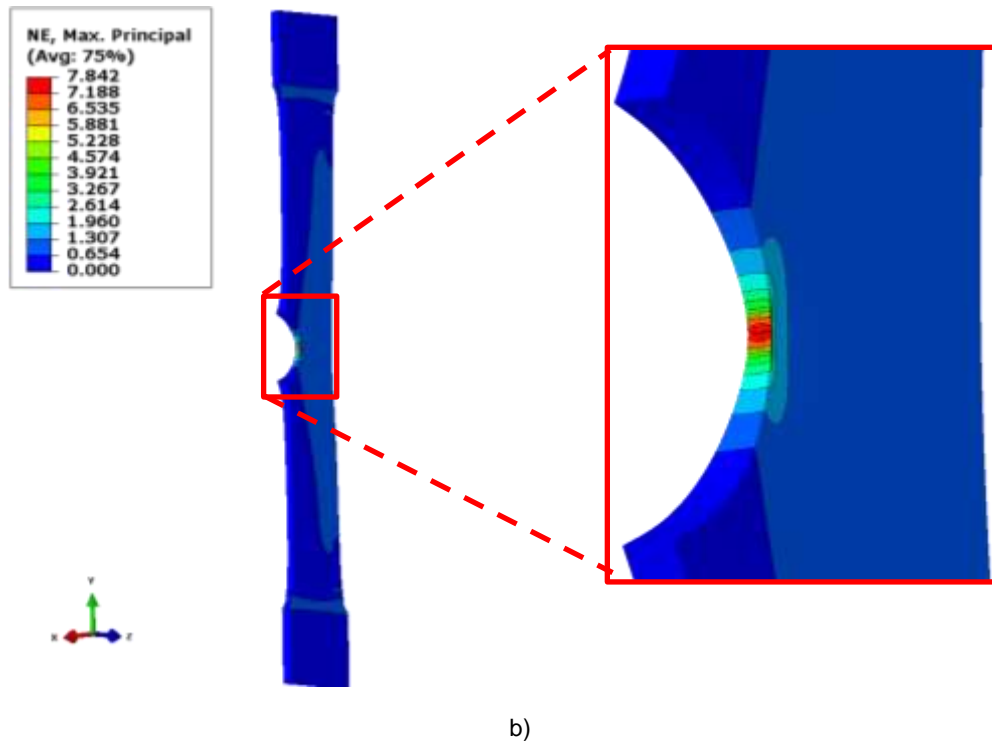 NE, Max. Principal
(Avg: 75%)
7.842
7.188
6.535
5.881
5.228
4.574
3.921
3.267
2.614
1.960
1.307
0.654
0.000
Y
X
Z
b)